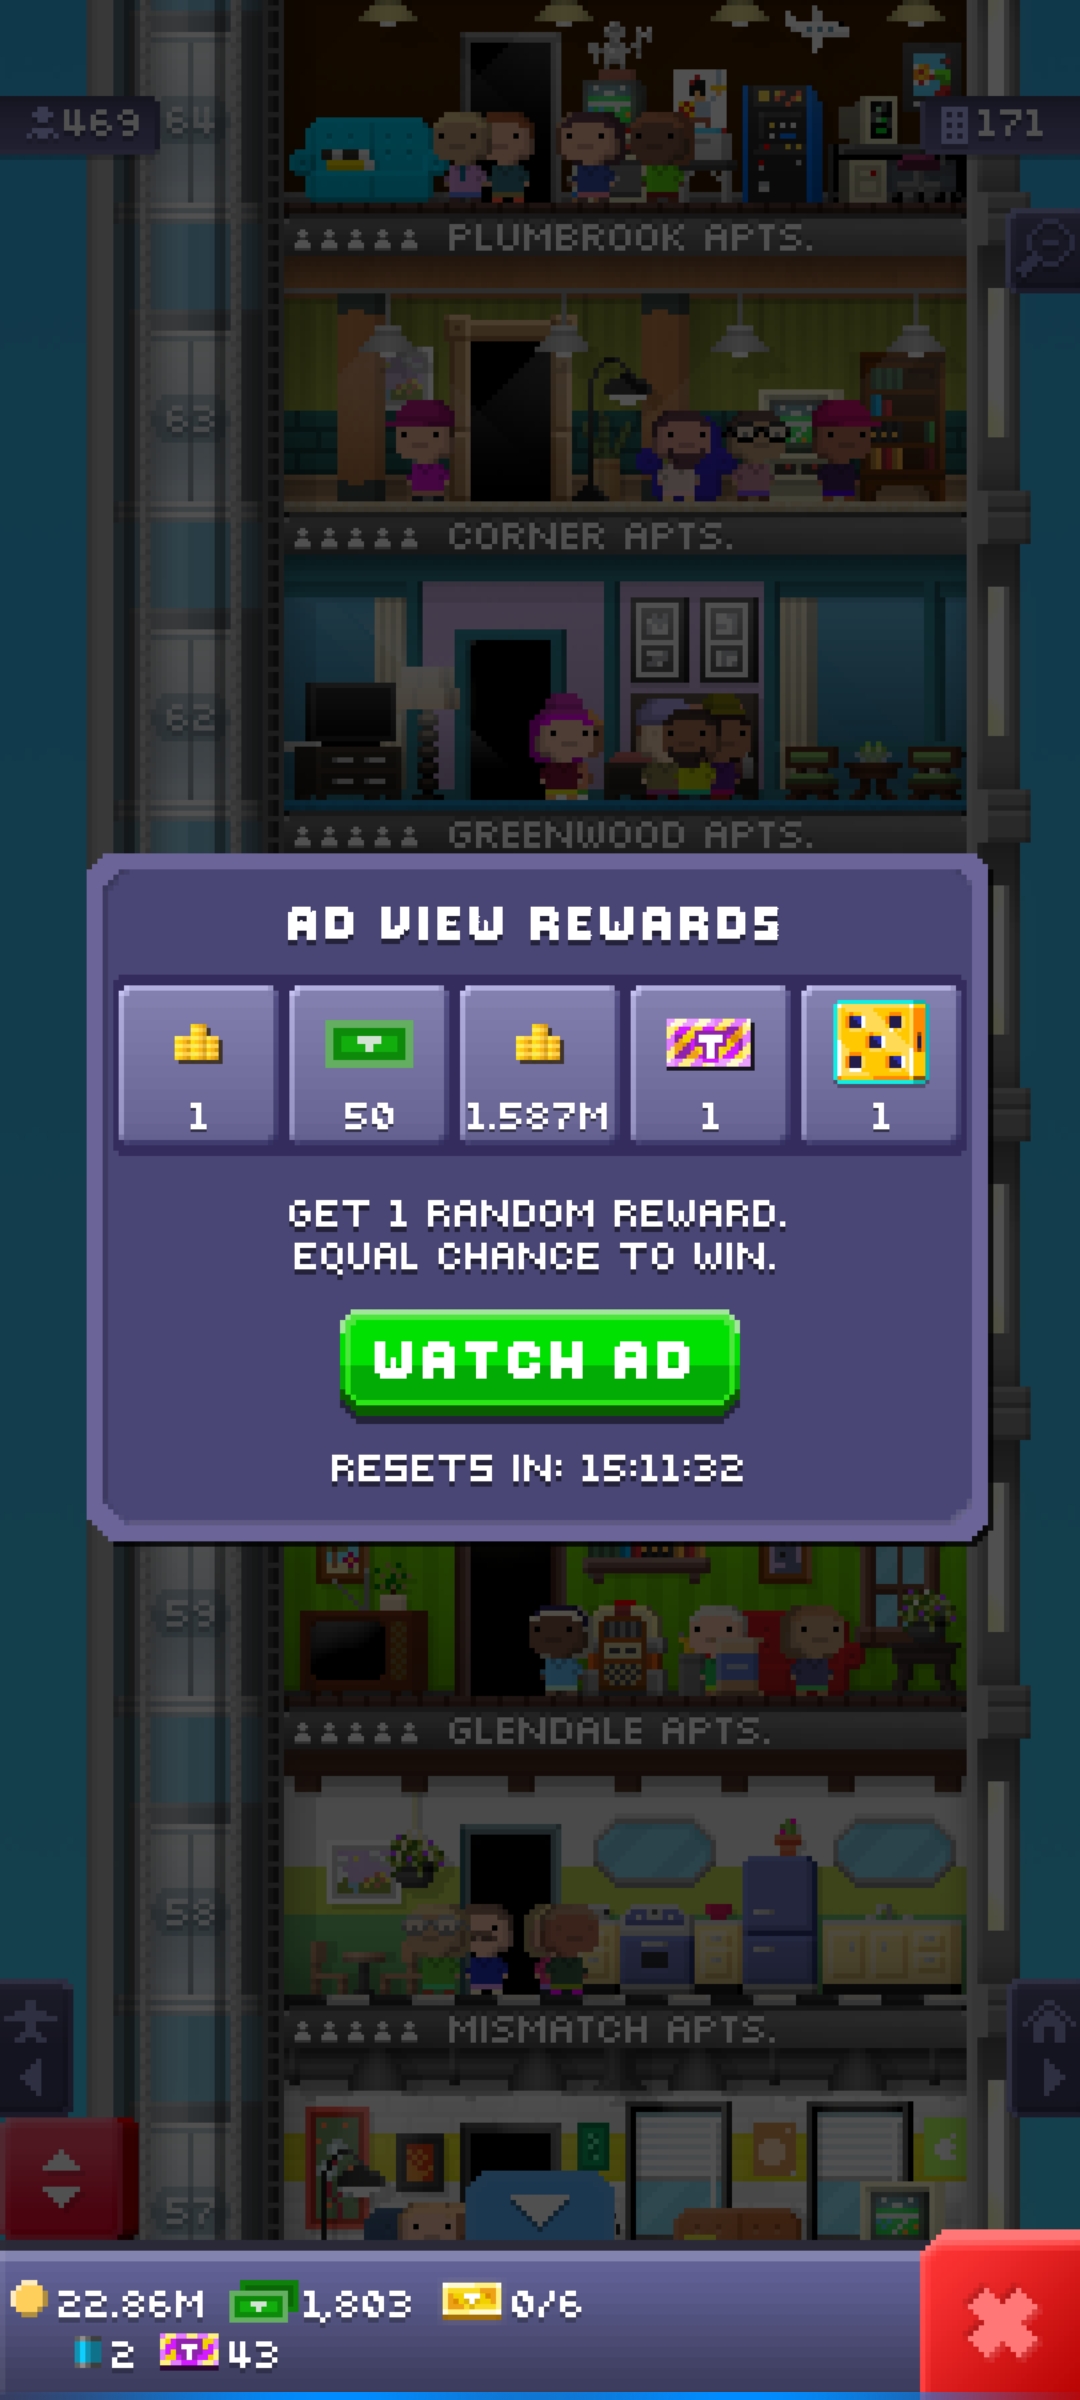 469
64
171
PLUMBROOK APTS.
63
CORNER APTS.
62
GREENWOOD APTS.
AD VIEW REWARDS
1
50
1.587M
1
1
GET 1 RANDOM REWARD.
EQUAL CHANCE TO WIN.
WATCH AD
RESETS IN: 15:11:32
59
GLENDALE APTS.
58
MISMATCH APTS.
57
22.86M
1,803
0/6
2
43